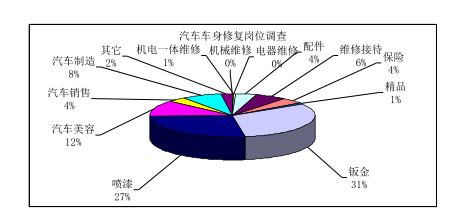 汽车车身修复岗位调查
其它
2%
机电一体维修
1%
机械维修
0%
电器维修
0%
配件
4%
维修接待
6%
保险
4%
精品
1%
钣金
31%
喷漆
27%
汽车美容
12%
汽车销售
4%
汽车制造
8%